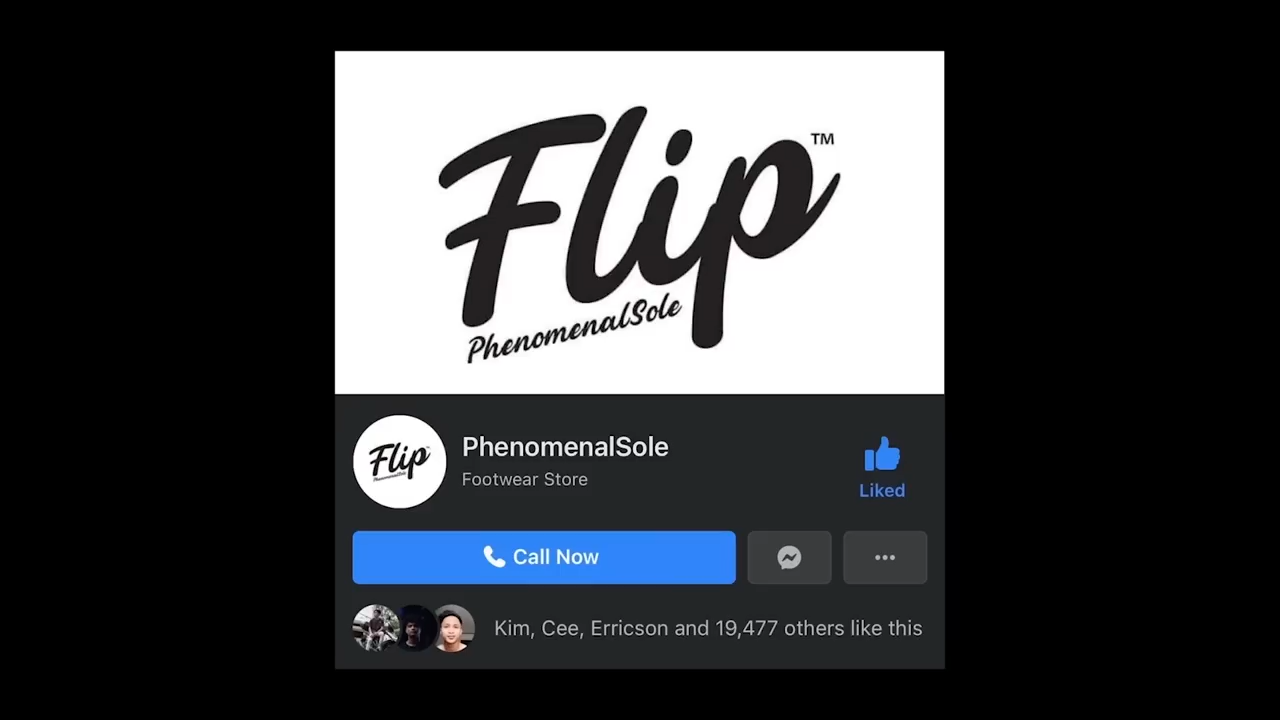 Flip™
PhenomenalSole
Flip
PhenomenalSole
Footwear Store
Liked
Call Now
Kim, Cee, Erricson and 19,477 others like this